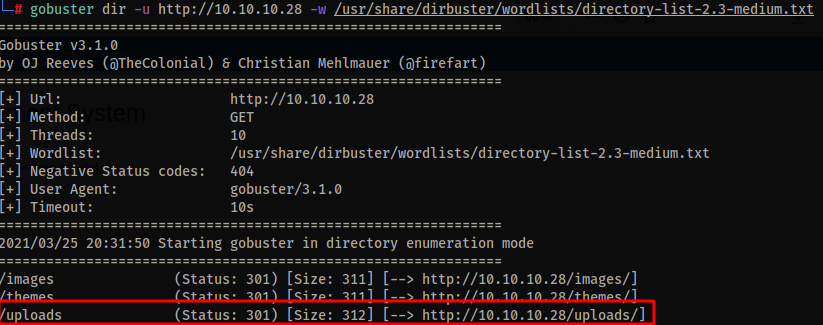 # gobuster dir -u http://10.10.10.28 -w /usr/share/dirbuster/wordlists/directory-list-2.3-medium.txt
===============================================================
Gobuster v3.1.0
by OJ Reeves (@TheColonial) & Christian Mehlmauer (@firefart)
===============================================================
[+] Url: http://10.10.10.28
[+] Method: GET
[+] Threads: 10
[+] Wordlist: /usr/share/dirbuster/wordlists/directory-list-2.3-medium.txt
[+] Negative Status codes: 404
[+] User Agent: gobuster/3.1.0
[+] Timeout: 10s
===============================================================
2021/03/25 20:31:50 Starting gobuster in directory enumeration mode
===============================================================
/images (Status: 301) [Size: 311] [--> http://10.10.10.28/images/]
/themes (Status: 301) [Size: 311] [--> http://10.10.10.28/themes/]
/uploads (Status: 301) [Size: 312] [--> http://10.10.10.28/uploads/]